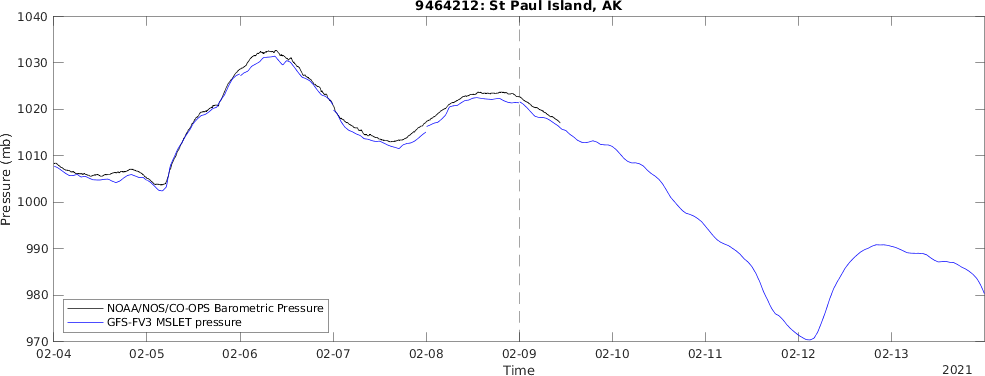 9464212: St Paul Island, AK
1040
1030
1020
1010
1000
990
980
970
Pressure (mb)
NOAA/NOS/CO-OPS Barometric Pressure
GFS-FV3 MSLET pressure
02-04 02-05 02-06 02-07 02-08 02-09 02-10 02-11 02-12 02-13
Time
2021